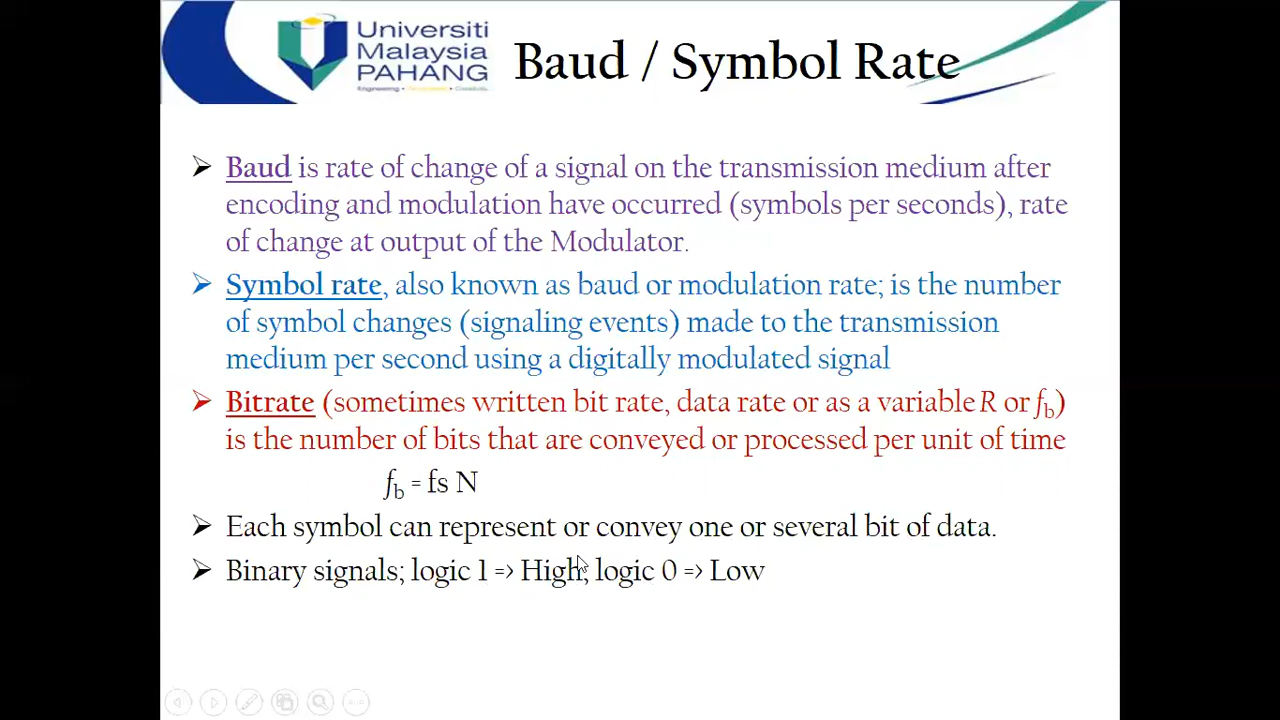 Universiti
Malaysia
PAHANG
Baud / Symbol Rate
➢ Baud is rate of change of a signal on the transmission medium after
encoding and modulation have occurred (symbols per seconds), rate
of change at output of the Modulator.
➢ Symbol rate, also known as baud or modulation rate; is the number
of symbol changes (signaling events) made to the transmission
medium per second using a digitally modulated signal
➢ Bitrate (sometimes written bit rate, data rate or as a variable R or fb)
is the number of bits that are conveyed or processed per unit of time
fb = fs N
➢ Each symbol can represent or convey one or several bit of data.
➢ Binary signals; logic 1 => High; logic 0 => Low